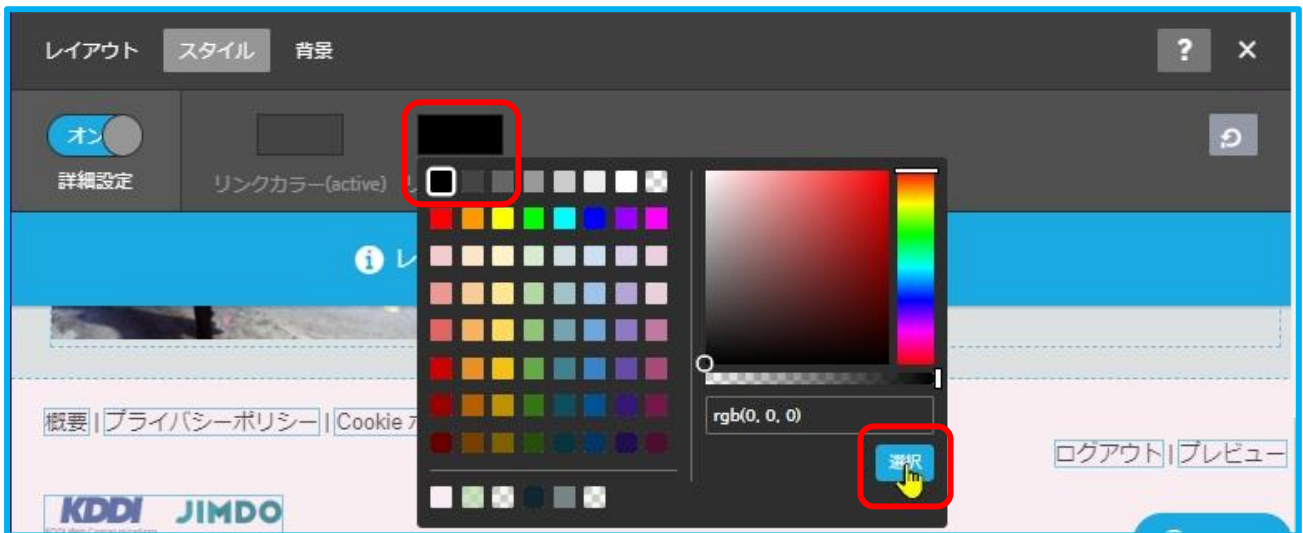 レイアウト スタイル 背景 ? ×
オン
詳細設定 リンクカラー(active)
レ
rgb(0, 0, 0)
選択
概要 | プライバシーポリシー | Cookie
ログアウト | プレビュー
KDDI JIMDO